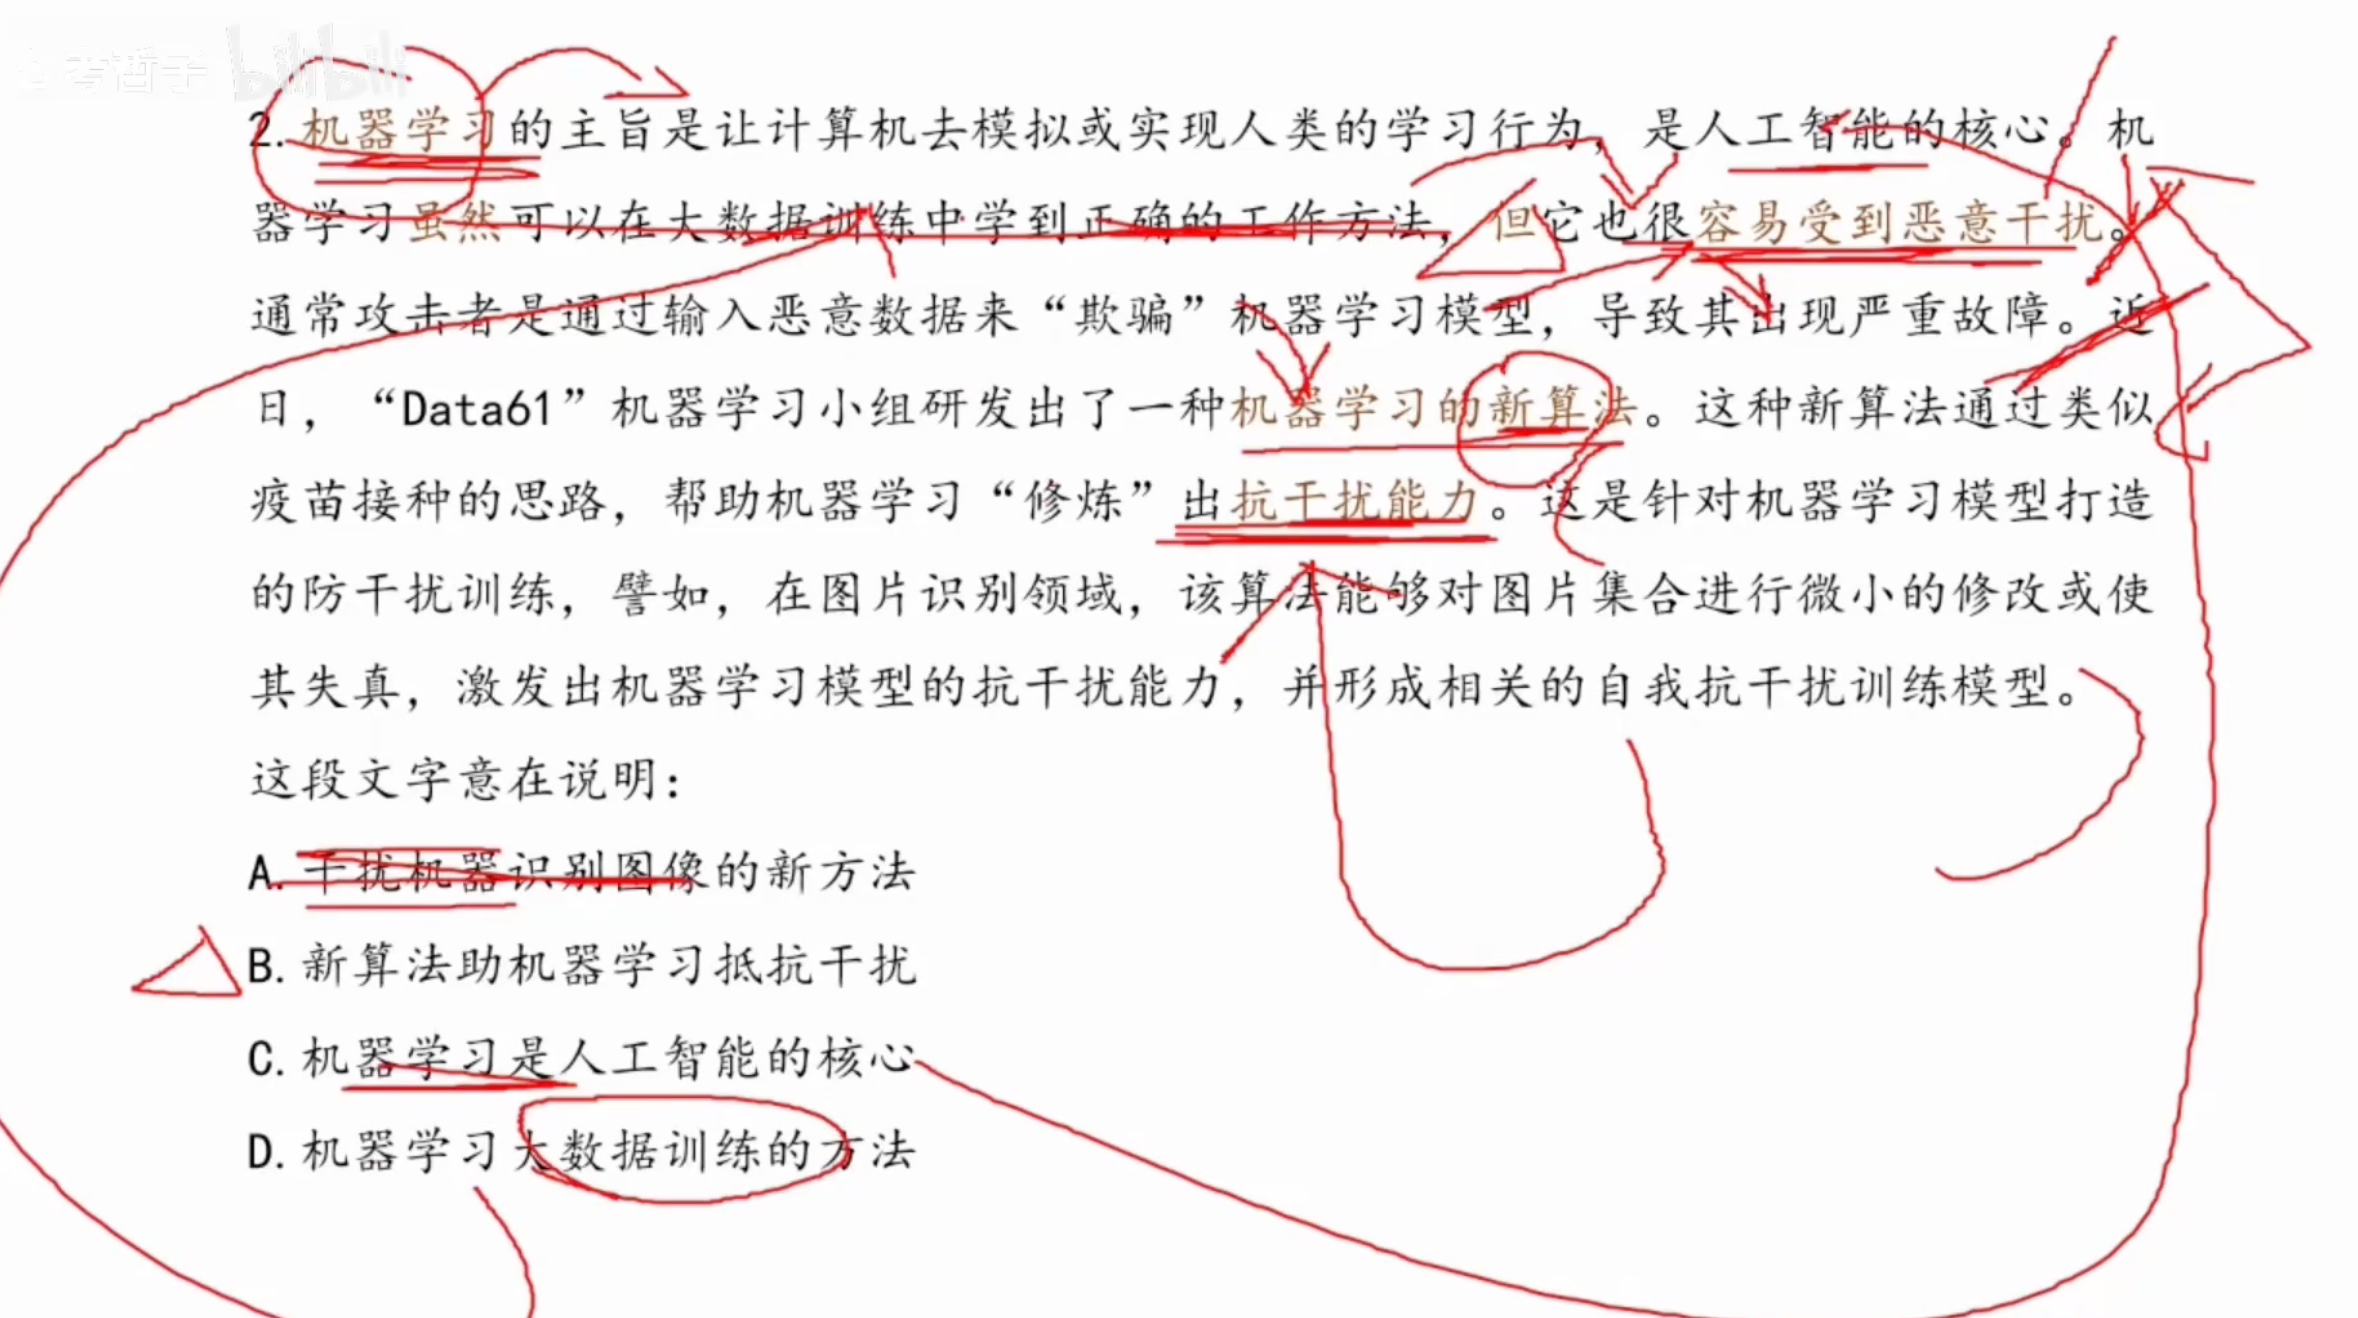 考哲子 bilibili
2. 机器学习的主旨是让计算机去模拟或实现人类的学习行为，是人工智能的核心。机
器学习虽然可以在大数据训练中学到正确的工作方法，但它也很容易受到恶意干扰。
通常攻击者是通过输入恶意数据来“欺骗”机器学习模型，导致其出现严重故障。近
日，“Data61”机器学习小组研发出了一种机器学习的新算法。这种新算法通过类似
疫苗接种的思路，帮助机器学习“修炼”出抗干扰能力。这是针对机器学习模型打造
的防干扰训练，譬如，在图片识别领域，该算法能够对图片集合进行微小的修改或使
其失真，激发出机器学习模型的抗干扰能力，并形成相关的自我抗干扰训练模型。
这段文字意在说明：
A. 干扰机器识别图像的新方法
B. 新算法助机器学习抵抗干扰
C. 机器学习是人工智能的核心
D. 机器学习大数据训练的方法